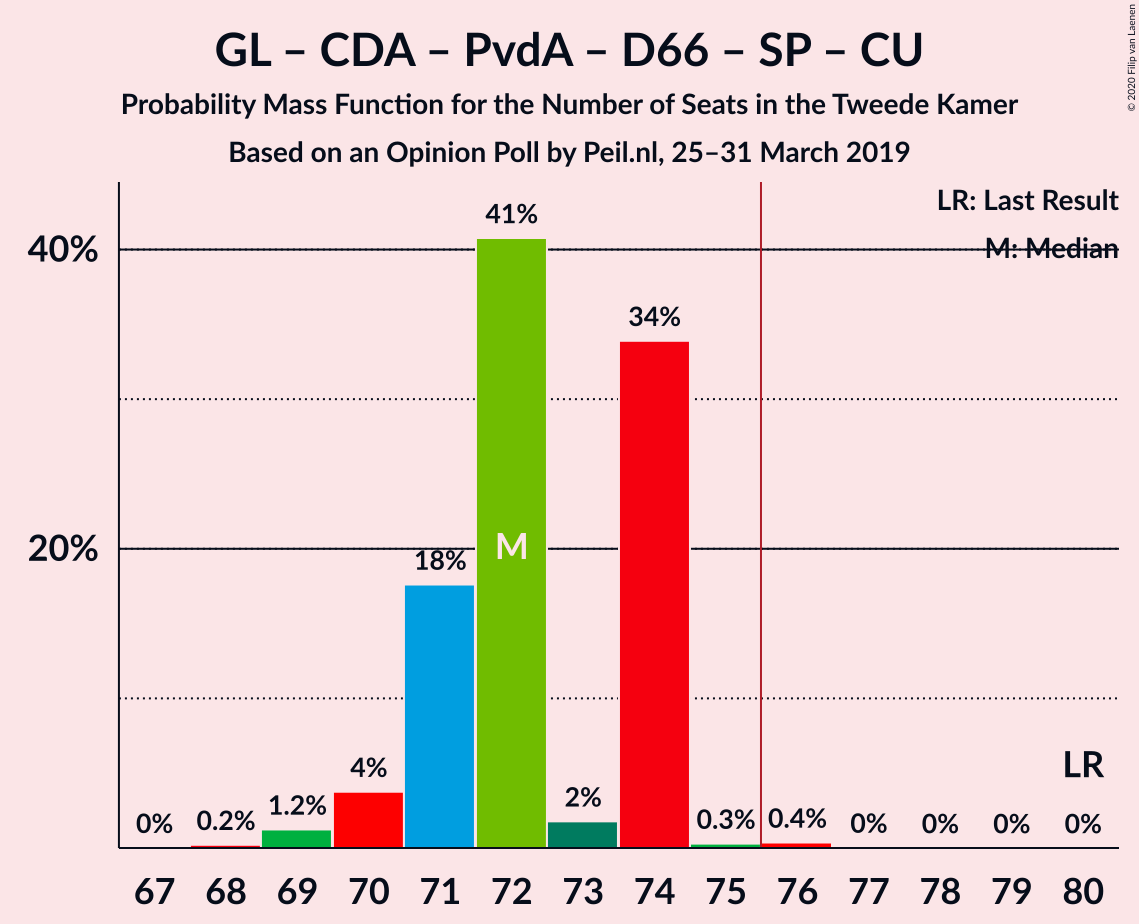 GL – CDA – PvdA – D66 – SP – CU
Probability Mass Function for the Number of Seats in the Tweede Kamer
Based on an Opinion Poll by Peil.nl, 25–31 March 2019
© 2020 Filip van Laenen
LR: Last Result
M: Median
40%
20%
41%
34%
18%
M
4%
2%
1.2%
0.2%
0%
0.3%
0.4%
0%
0%
0%
0%
LR
67 68 69 70 71 72 73 74 75 76 77 78 79 80